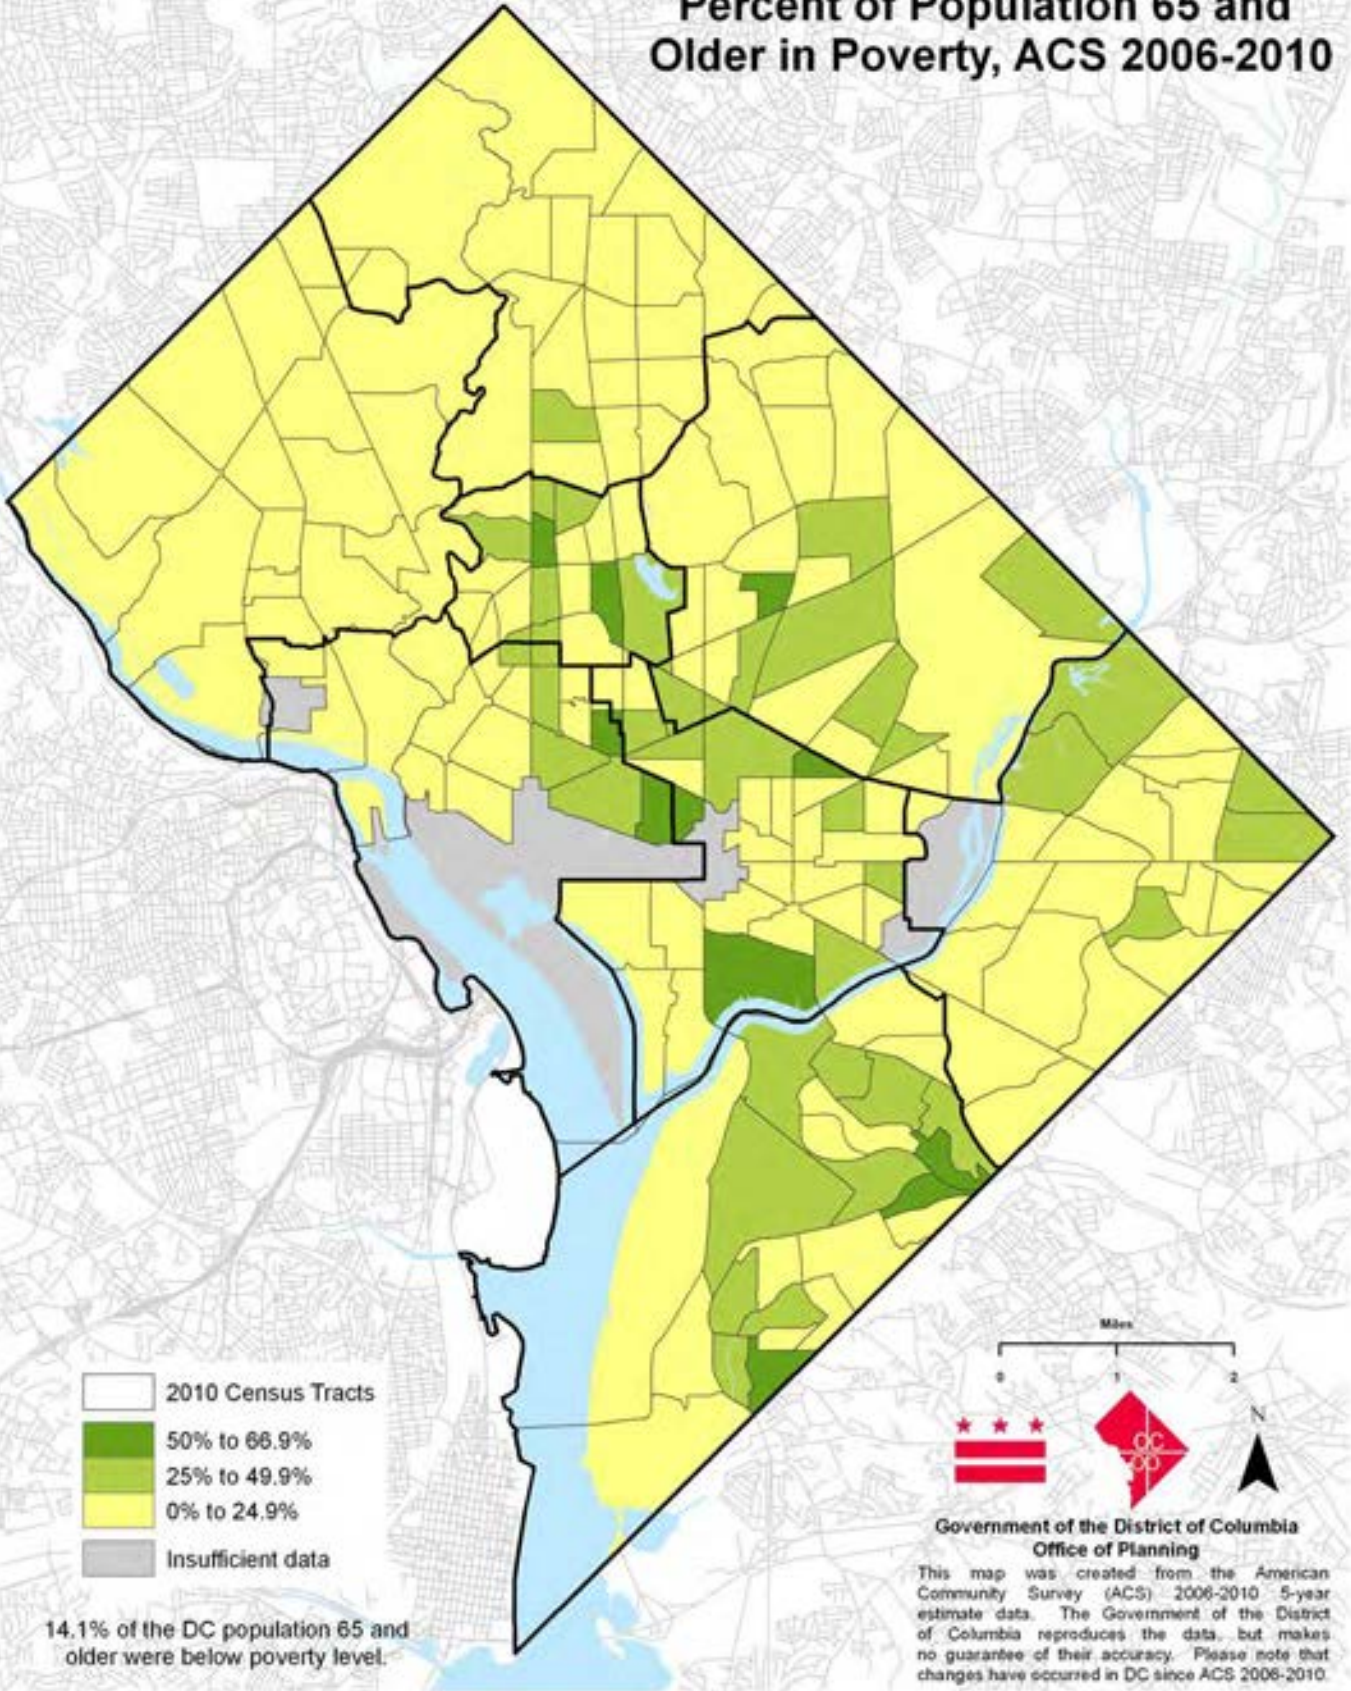 Percent of Population 65 and
Older in Poverty, ACS 2006-2010
Miles
0 1 2
2010 Census Tracts
50% to 66.9%
25% to 49.9%
0% to 24.9%
Insufficient data
14.1% of the DC population 65 and
older were below poverty level.
N
DC
OP
Government of the District of Columbia
Office of Planning
This map was created from the American
Community Survey (ACS) 2006-2010 5-year
estimate data. The Government of the District
of Columbia reproduces the data, but makes
no guarantee of their accuracy. Please note that
changes have occurred in DC since ACS 2006-2010.